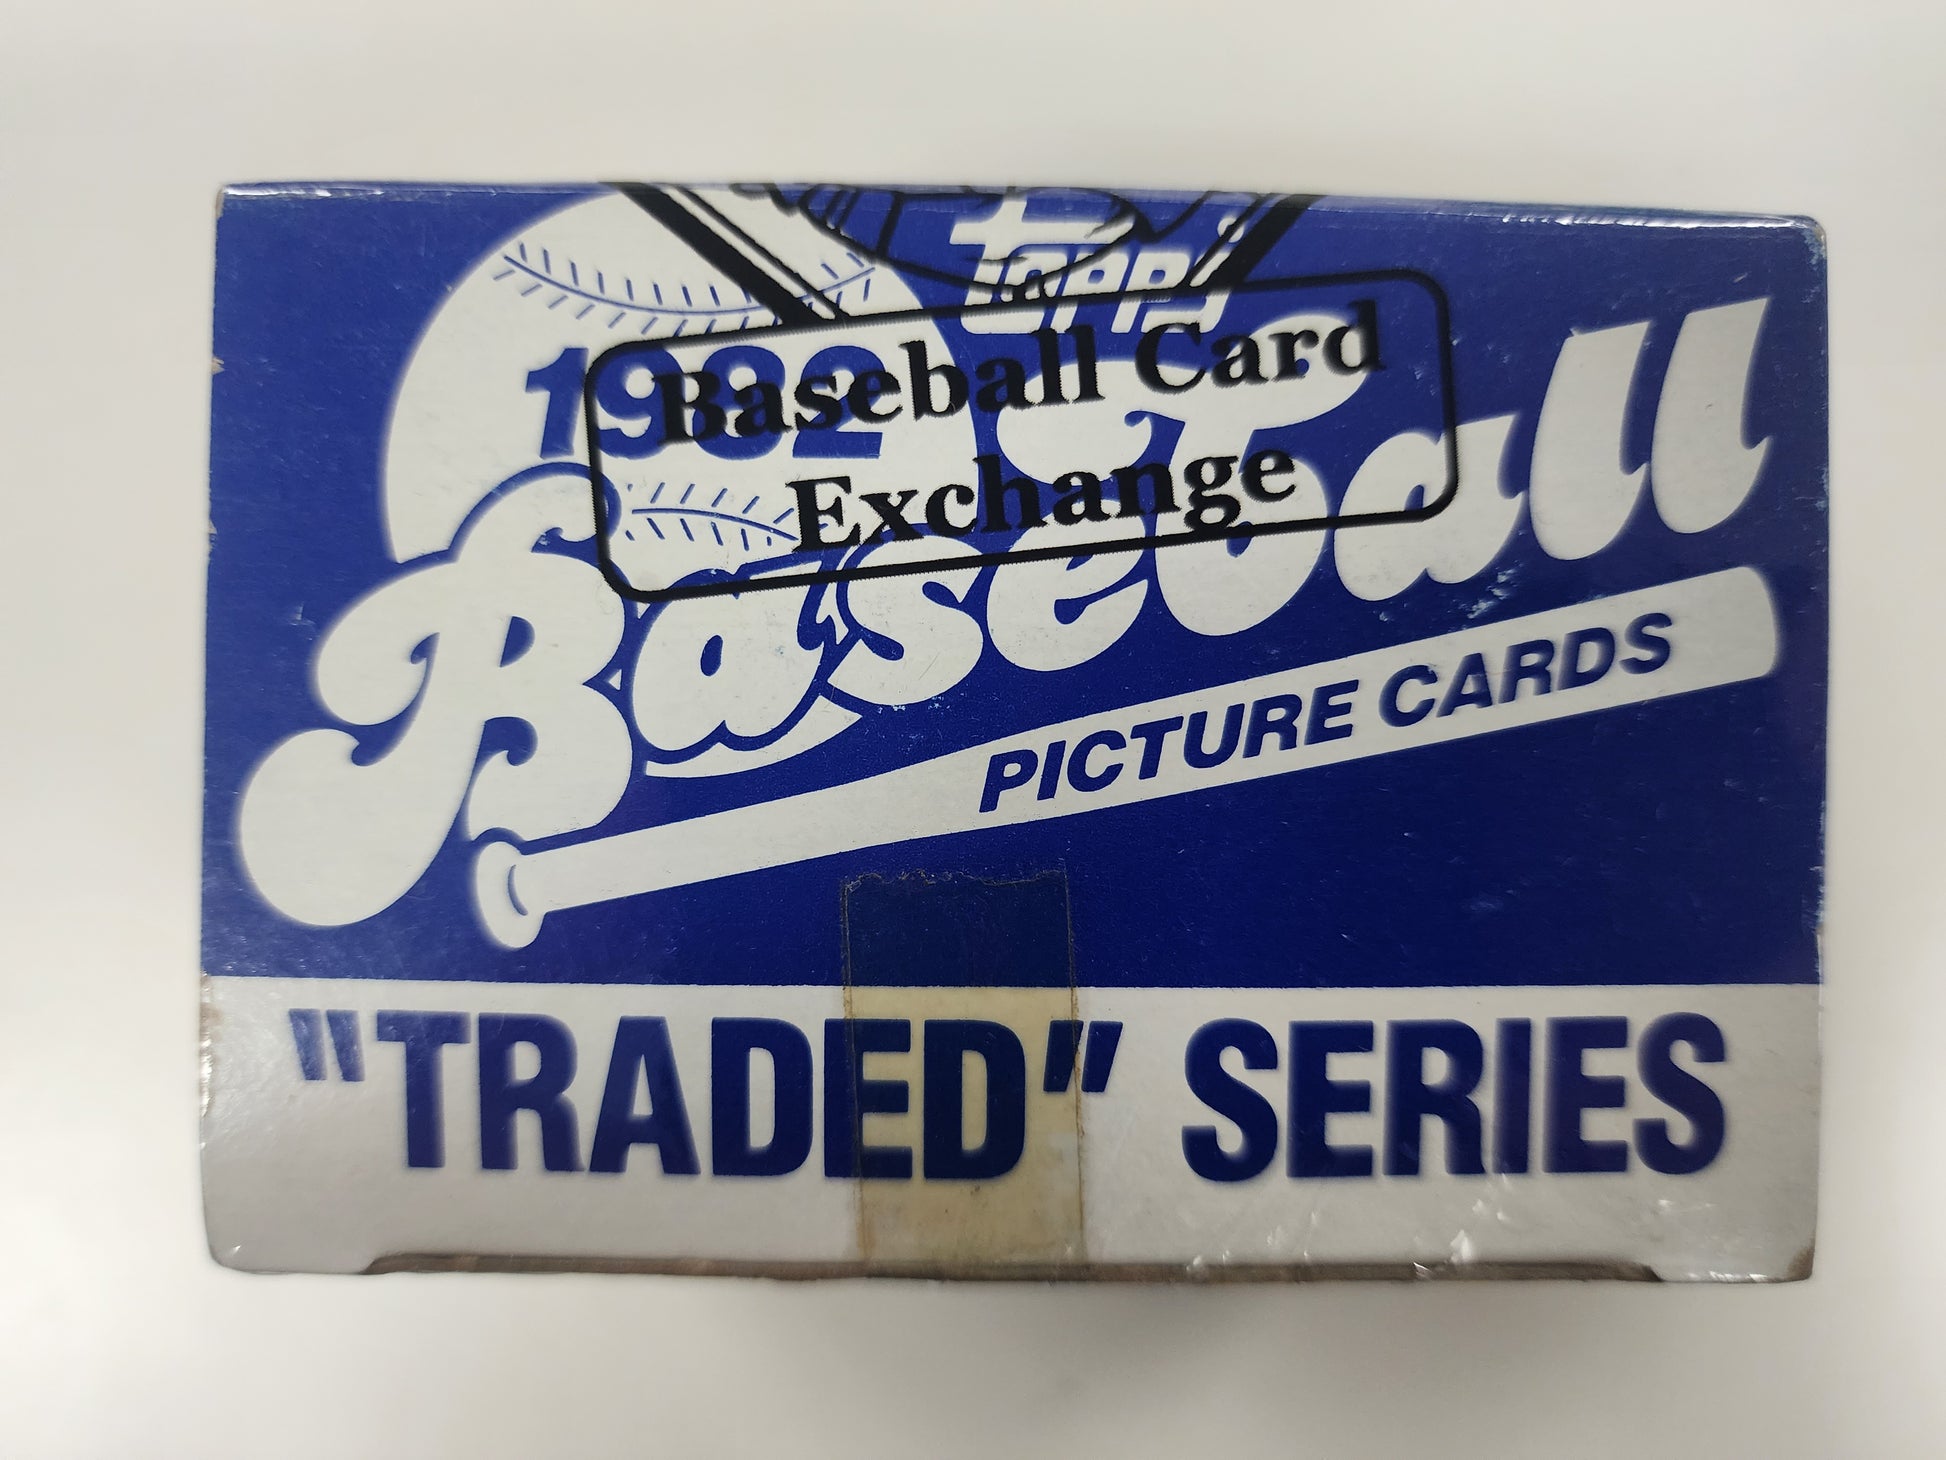 topps
1982
Baseball Card
Exchange
Baseball
PICTURE CARDS
"TRADED" SERIES